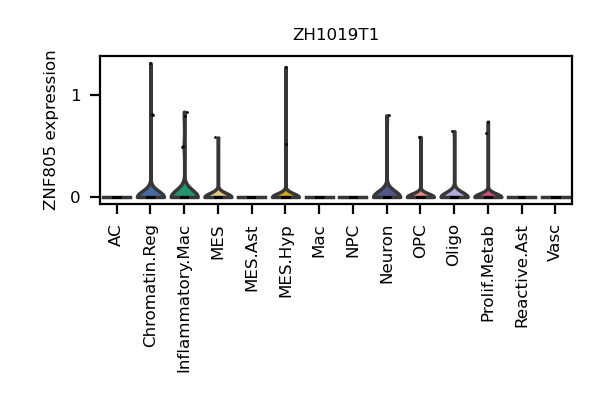 ZH1019T1
ZNF805 expression
1
0
AC
Chromatin.Reg
Inflammatory.Mac
MES
MES.Ast
MES.Hyp
Mac
NPC
Neuron
OPC
Oligo
Prolif.Metab
Reactive.Ast
Vasc